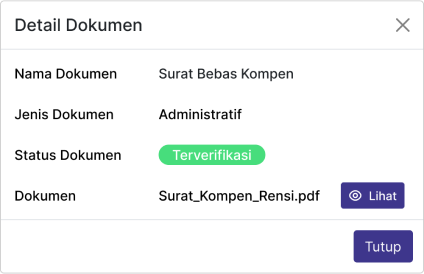 Detail Dokumen
Nama Dokumen Surat Bebas Kompen
Jenis Dokumen Administratif
Status Dokumen Terverifikasi
Dokumen Surat_Kompen_Rensi.pdf Lihat
Tutup